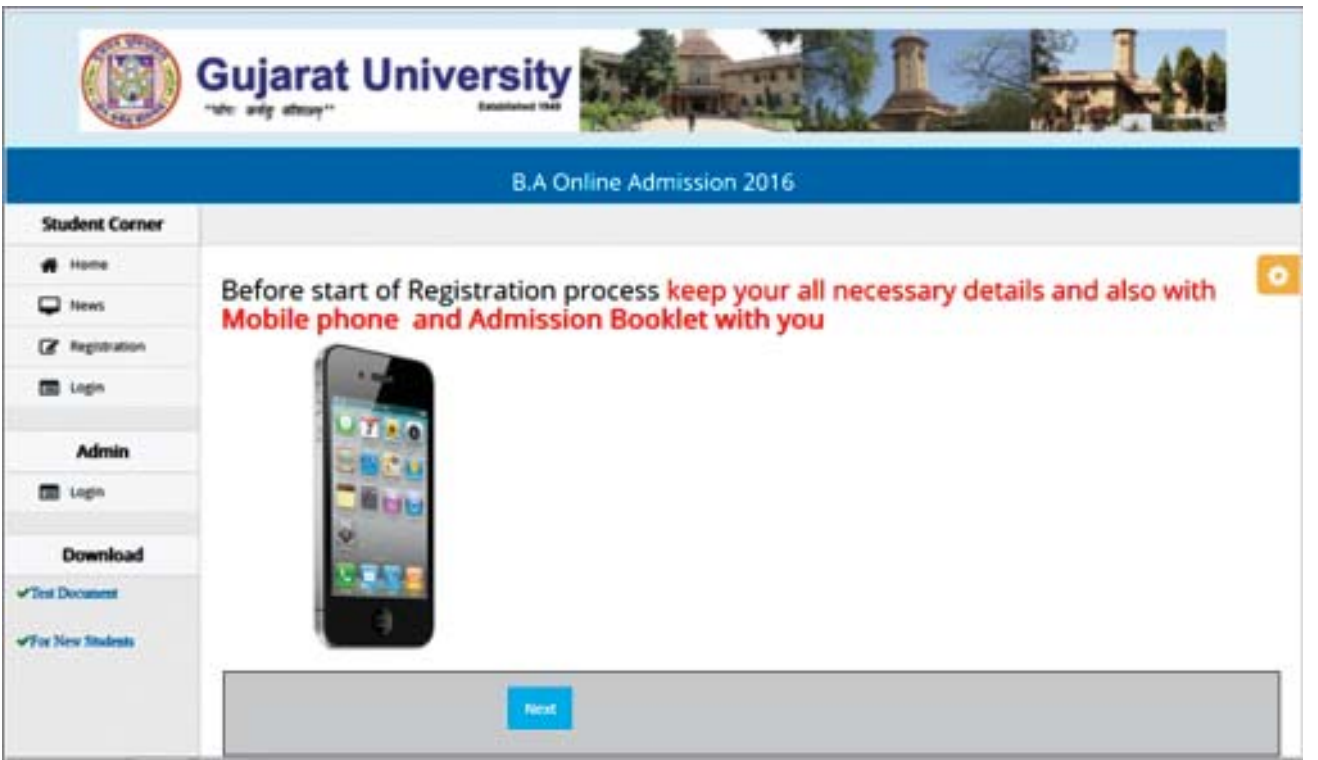 Gujarat University
Established 1949
B.A Online Admission 2016
Student Corner
Home
News
Registration
Login
Admin
Login
Download
Test Document
For New Students
Before start of Registration process keep your all necessary details and also with
Mobile phone and Admission Booklet with you
Next